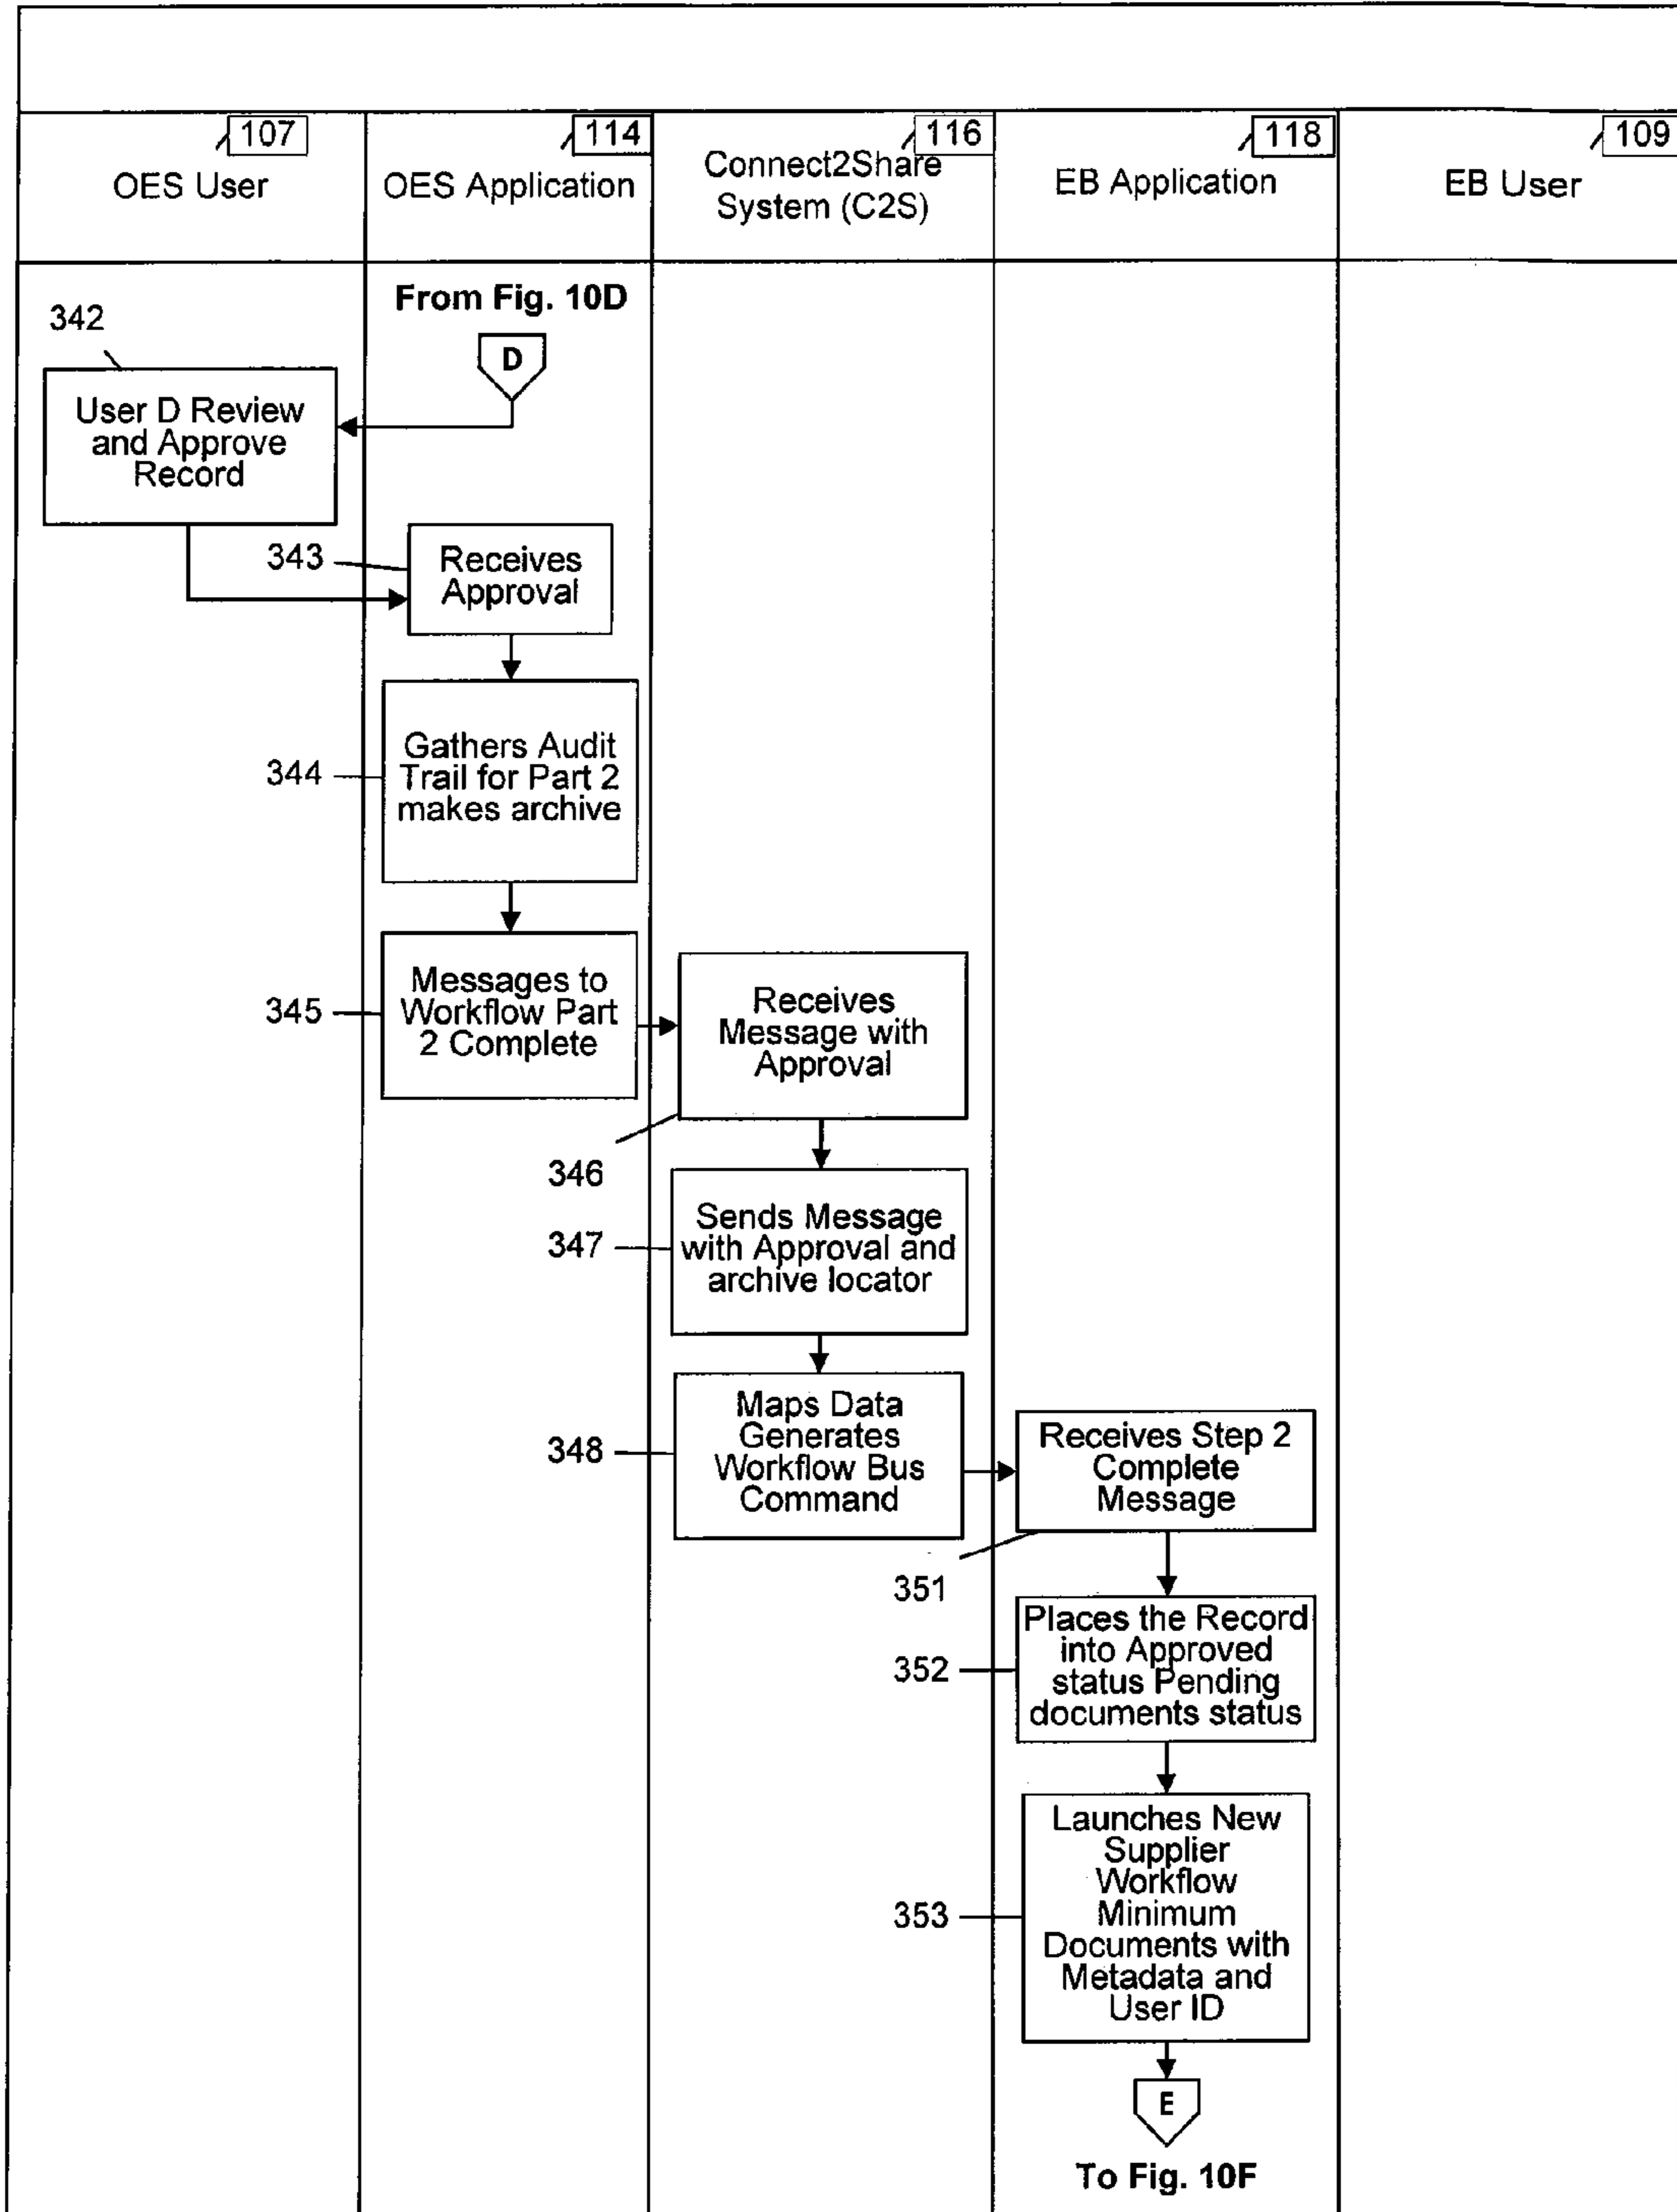 107
OES User
114
OES Application
116
Connect2Share
System (C2S)
118
EB Application
109
EB User
From Fig. 10D
D
342
User D Review
and Approve
Record
343
Receives
Approval
344
Gathers Audit
Trail for Part 2
makes archive
345
Messages to
Workflow Part
2 Complete
Receives
Message with
Approval
346
347
Sends Message
with Approval and
archive locator
348
Maps Data
Generates
Workflow Bus
Command
Receives Step 2
Complete
Message
351
352
Places the Record
into Approved
status Pending
documents status
353
Launches New
Supplier
Workflow
Minimum
Documents with
Metadata and
User ID
E
To Fig. 10F